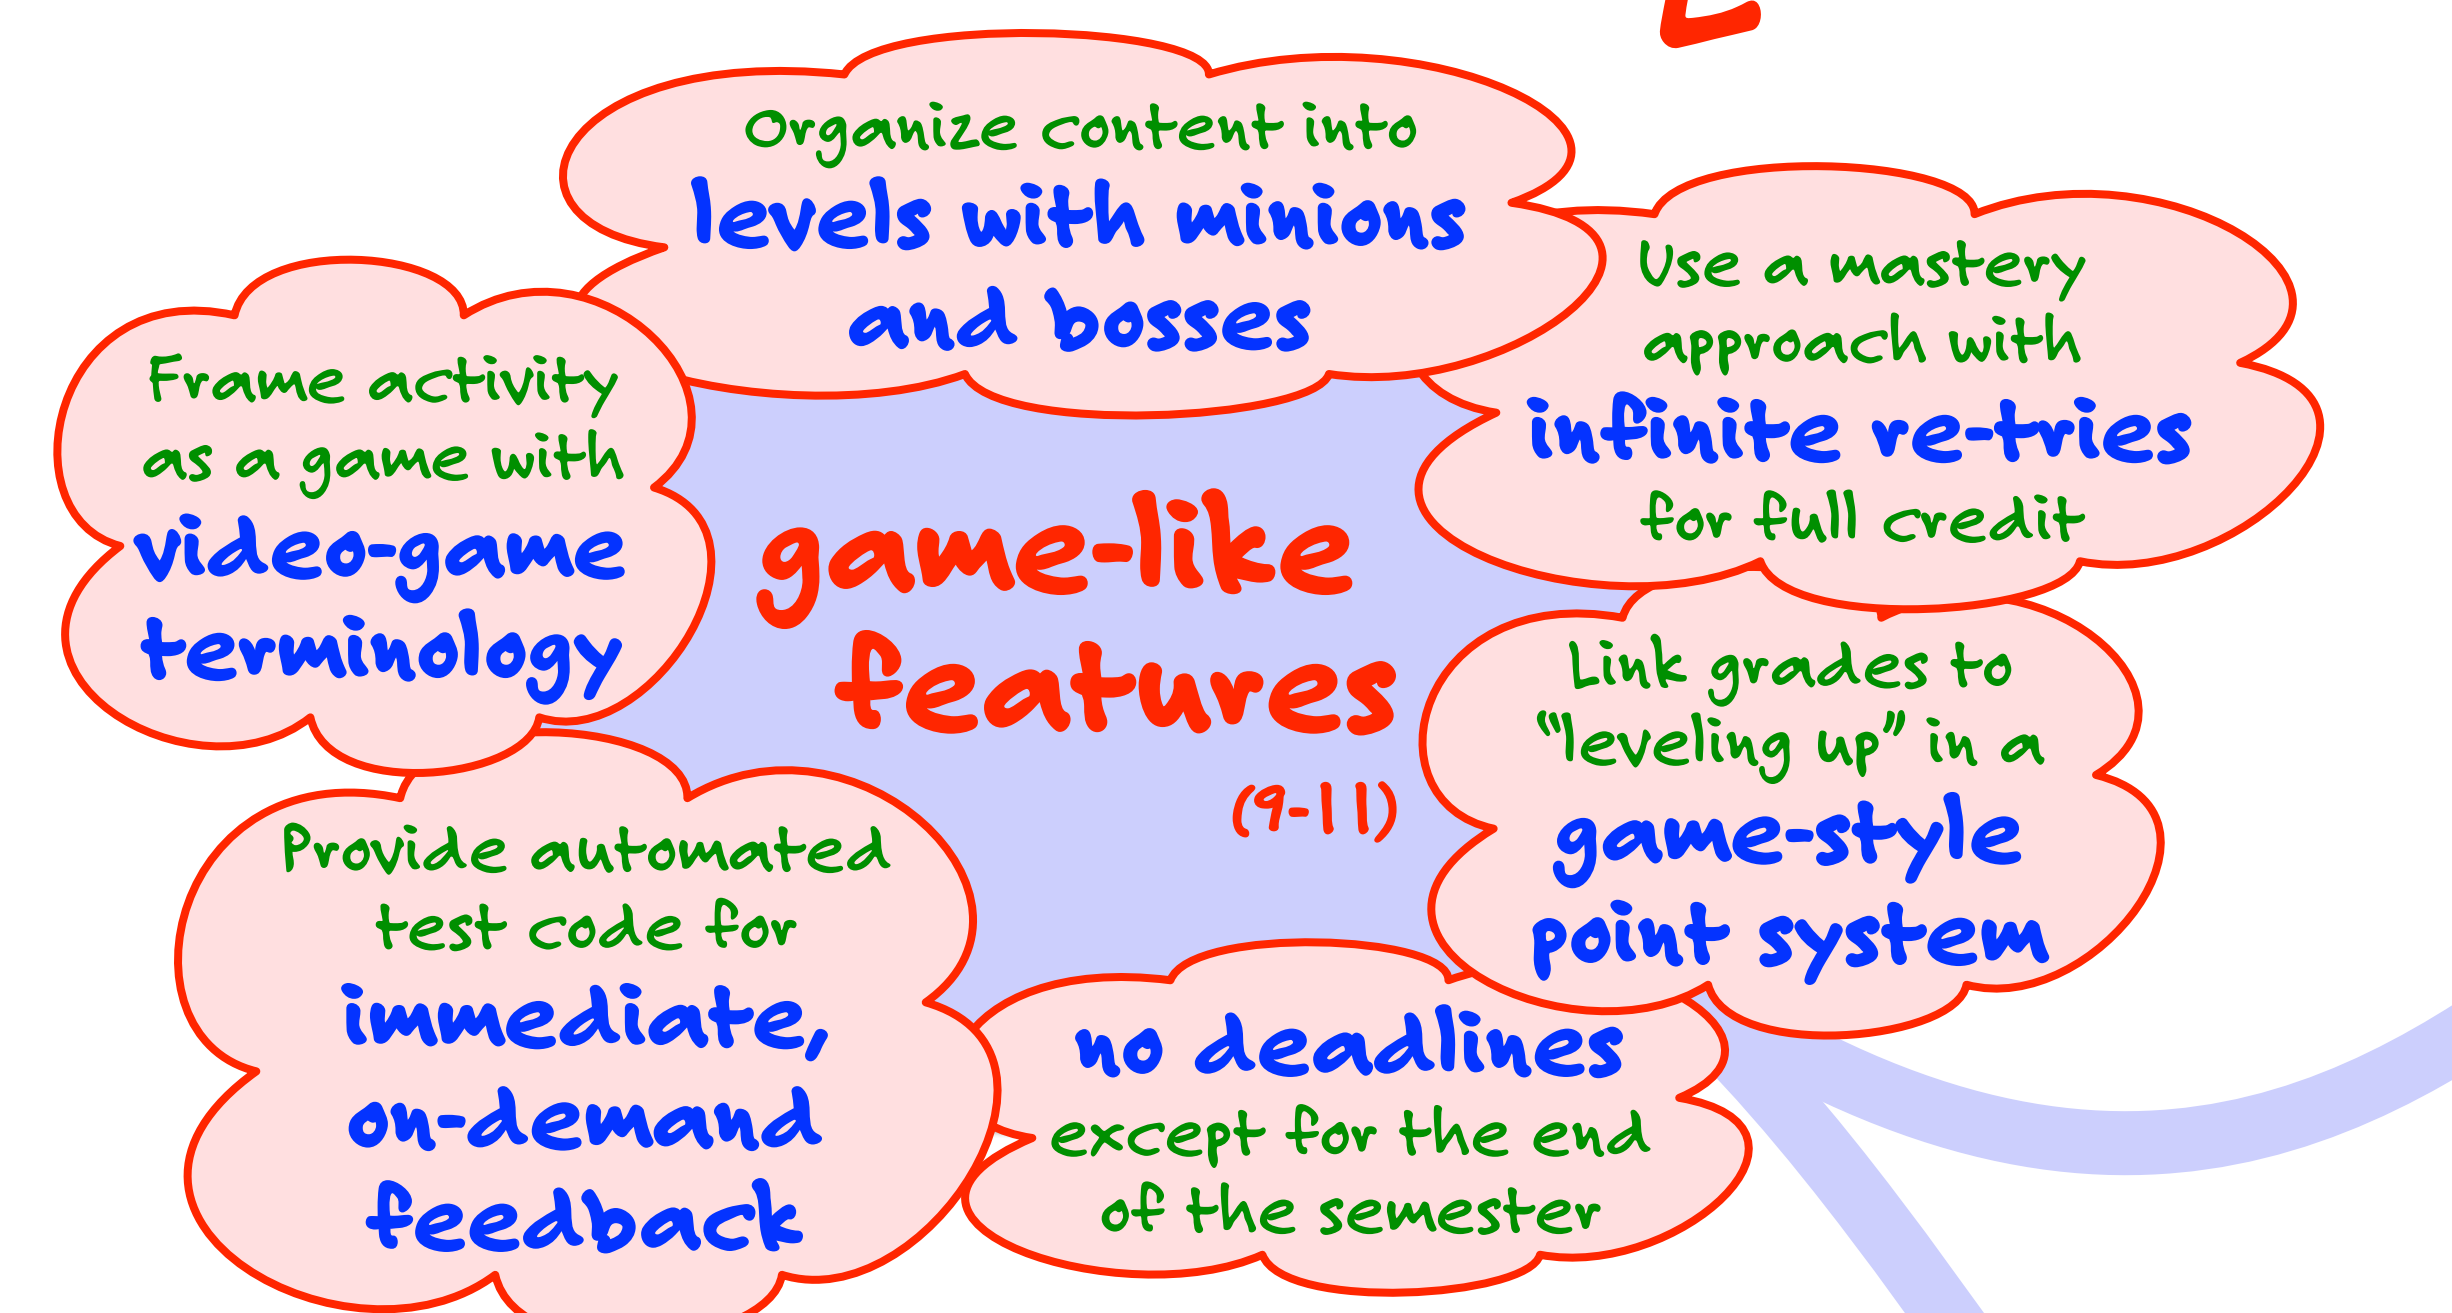 Organize content into
levels with minions
and bosses
Use a mastery
approach with
infinite re-tries
for full credit
Frame activity
as a game with
video-game
terminology
game-like
features
(9-11)
Link grades to
"leveling up" in a
game-style
point system
Provide automated
test code for
immediate,
on-demand
feedback
no deadlines
except for the end
of the semester